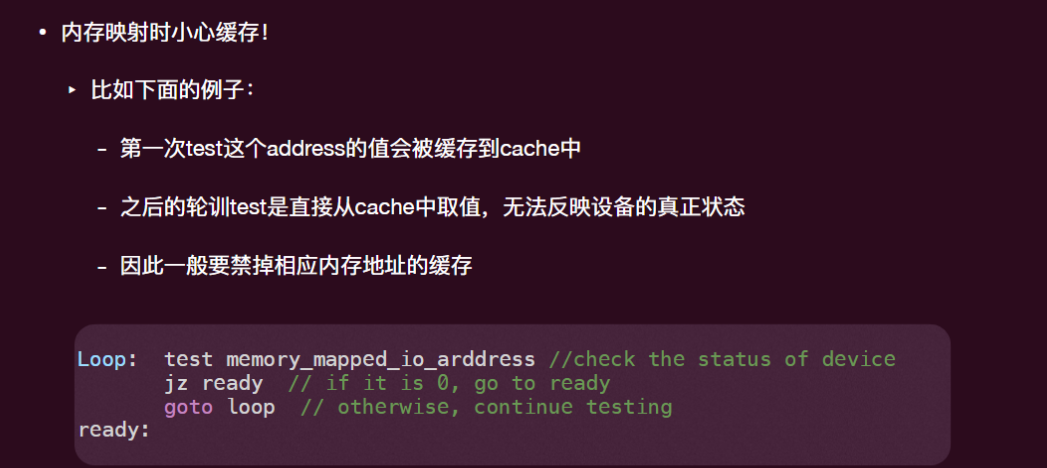 • 内存映射时小心缓存！
‣ 比如下面的例子：
- 第一次test这个address的值会被缓存到cache中
- 之后的轮训test是直接从cache中取值，无法反映设备的真正状态
- 因此一般要禁掉相应内存地址的缓存
Loop:  test memory_mapped_io_arddress //check the status of device
jz ready  // if it is 0, go to ready
goto loop  // otherwise, continue testing
ready: